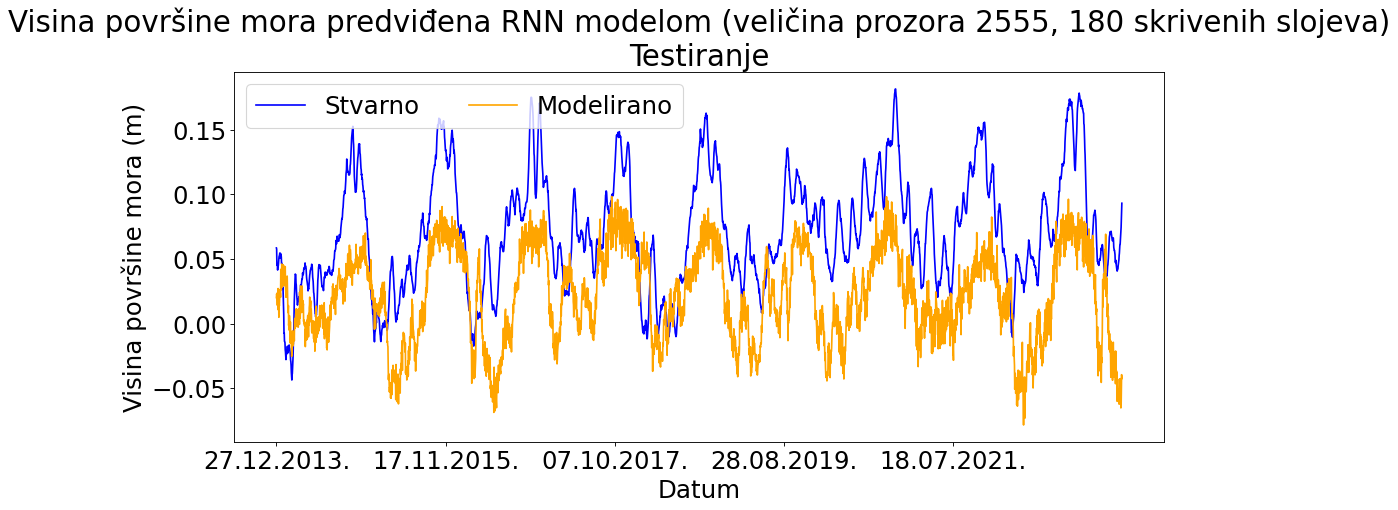 Visina površine mora predviđena RNN modelom (veličina prozora 2555, 180 skrivenih slojeva)
Testiranje
Stvarno Modelirano
Visina površine mora (m)
0.15
0.10
0.05
0.00
−0.05
27.12.2013. 17.11.2015. 07.10.2017. 28.08.2019. 18.07.2021.
Datum